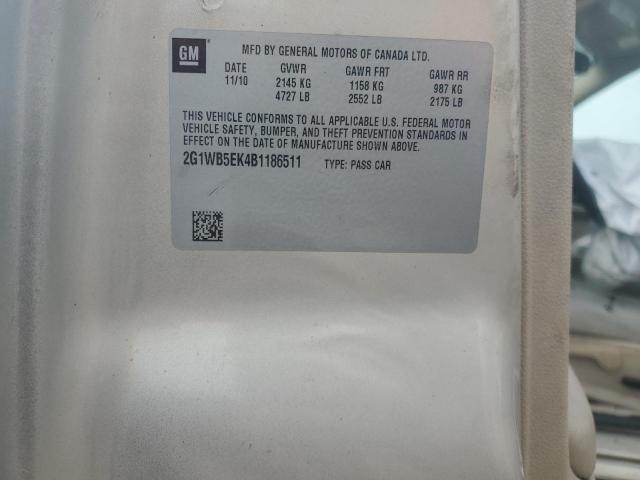 GM
MFD BY GENERAL MOTORS OF CANADA LTD.
DATE GVWR GAWR FRT GAWR RR
11/10 2145 KG 1158 KG 987 KG
4727 LB 2552 LB 2175 LB
THIS VEHICLE CONFORMS TO ALL APPLICABLE U.S. FEDERAL MOTOR
VEHICLE SAFETY, BUMPER, AND THEFT PREVENTION STANDARDS IN
EFFECT ON THE DATE OF MANUFACTURE SHOWN ABOVE.
2G1WB5EK4B1186511 TYPE: PASS CAR